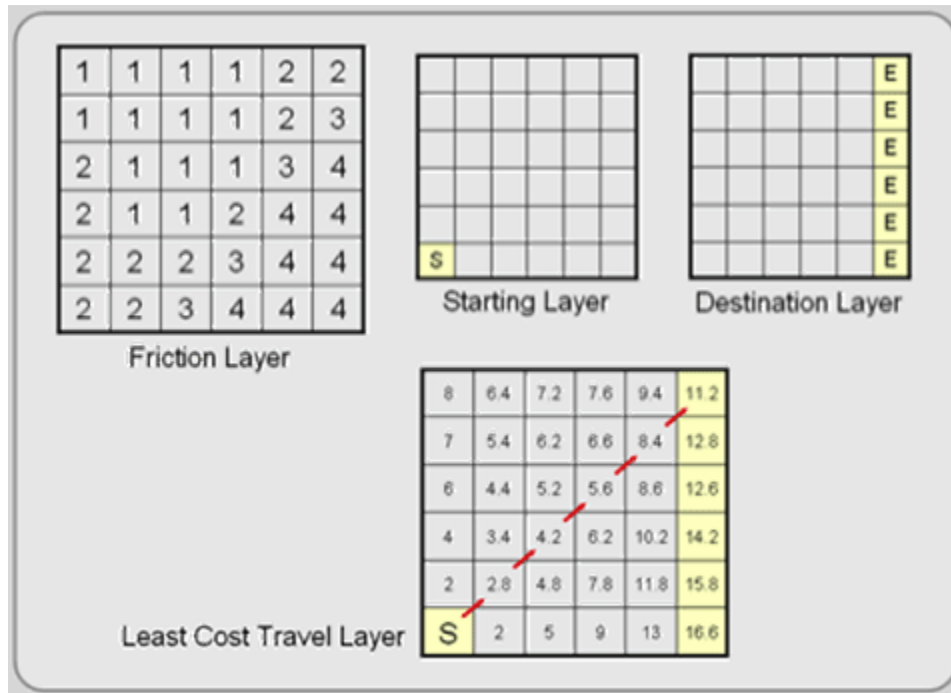 1 1 1 1 2 2
1 1 1 1 2 3
2 1 1 1 3 4
2 1 1 2 4 4
2 2 2 3 4 4
2 2 3 4 4 4
Friction Layer
S
Starting Layer
E
E
E
E
E
E
Destination Layer
8 6.4 7.2 7.6 9.4 11.2
7 5.4 6.2 6.6 8.4 12.8
6 4.4 5.2 5.6 8.6 12.6
4 3.4 4.2 6.2 10.2 14.2
2 2.8 4.8 7.8 11.8 15.8
S 2 5 9 13 16.6
Least Cost Travel Layer